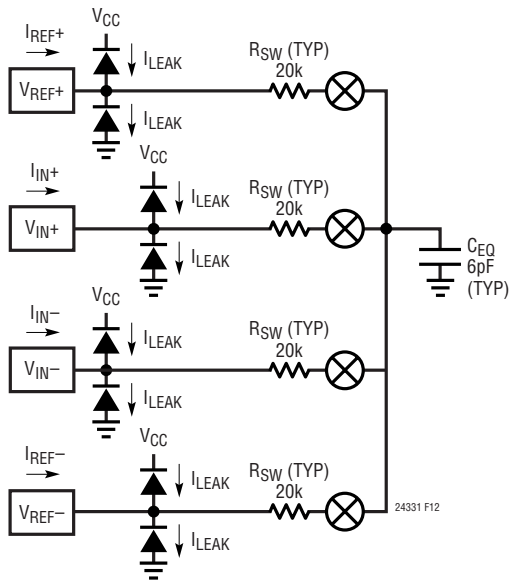 VCC
IREF+
ILEAK
VREF+
ILEAK
RSW (TYP)
20k
VCC
IIN+
ILEAK
VIN+
ILEAK
RSW (TYP)
20k
CEQ
6pF
(TYP)
VCC
IIN−
ILEAK
VIN−
ILEAK
RSW (TYP)
20k
VCC
IREF−
ILEAK
VREF−
ILEAK
RSW (TYP)
20k
24331 F12